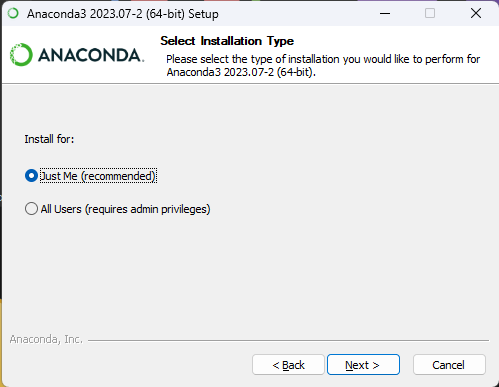 Anaconda3 2023.07-2 (64-bit) Setup
ANACONDA.
Select Installation Type
Please select the type of installation you would like to perform for
Anaconda3 2023.07-2 (64-bit).
Install for:
Just Me (recommended)
All Users (requires admin privileges)
Anaconda, Inc.
< Back
Next >
Cancel